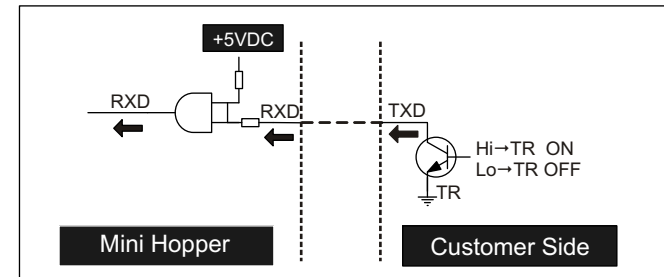 +5VDC
RXD
RXD
TXD
Hi→TR ON
Lo→TR OFF
TR
Mini Hopper
Customer Side